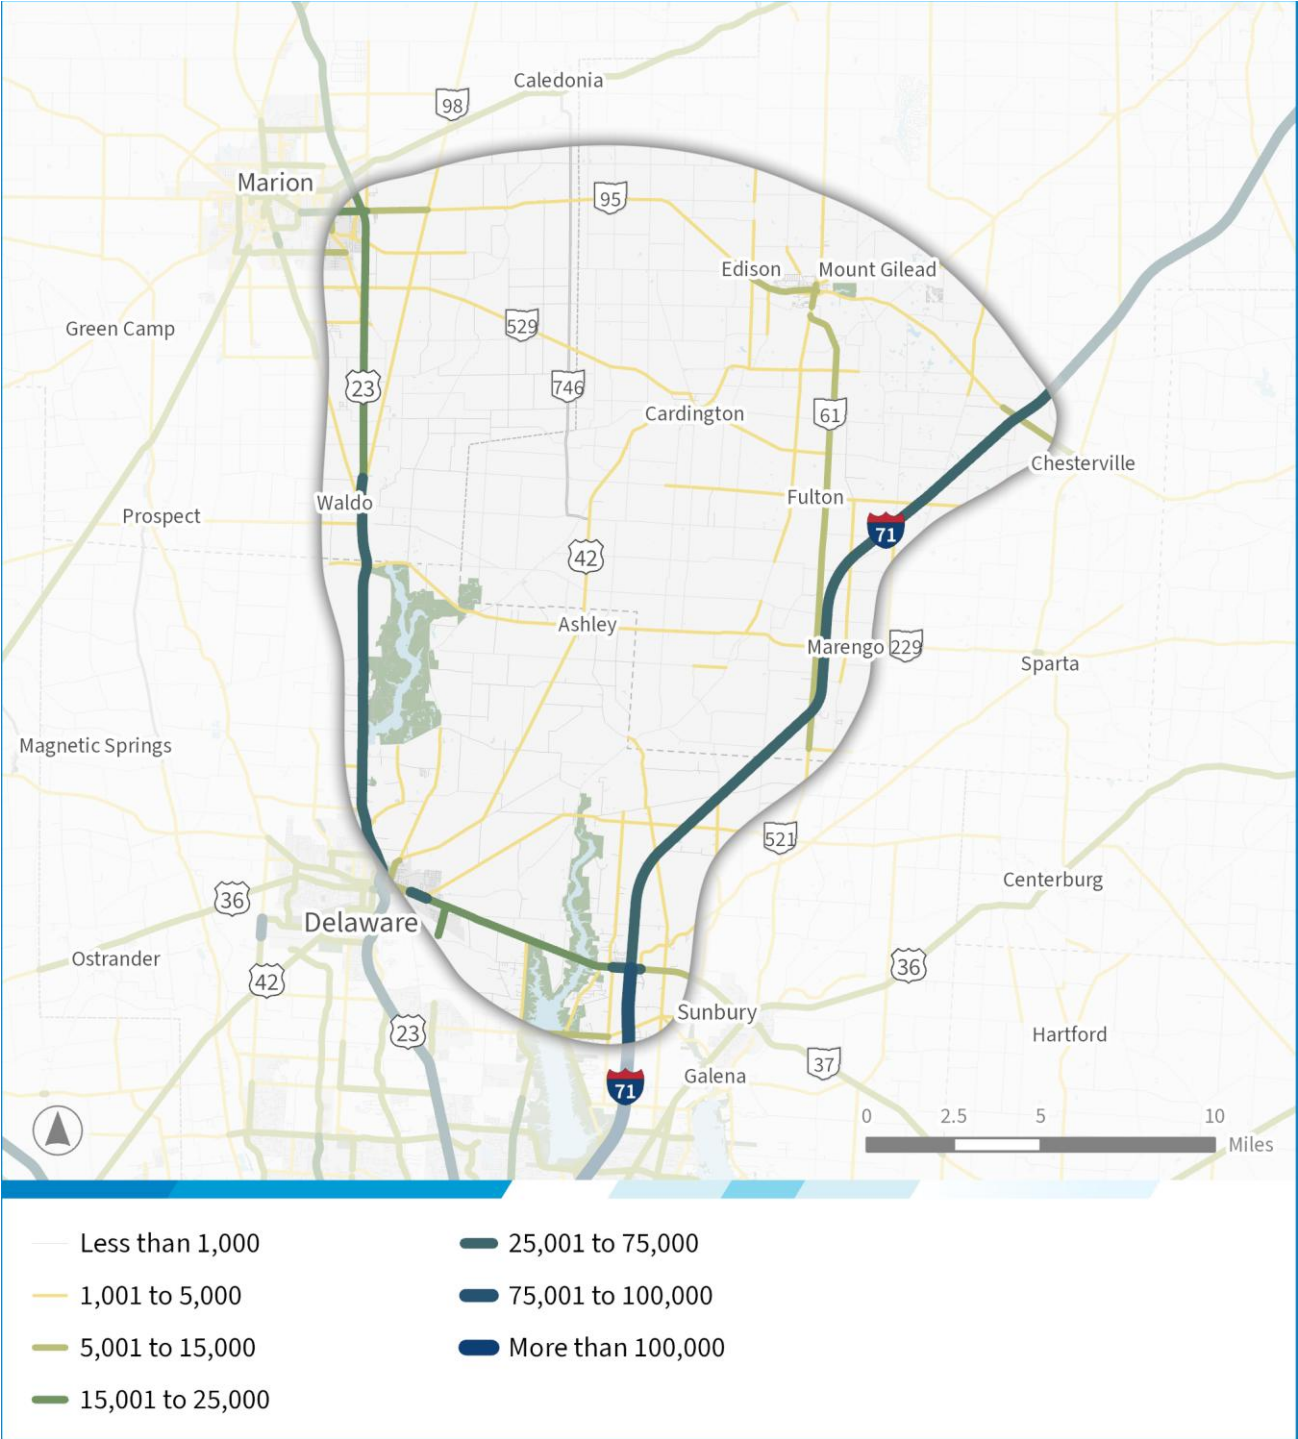 Caledonia
98
Marion
95
Edison
Mount Gilead
Green Camp
529
23
746
Cardington
61
Chesterville
Waldo
Fulton
Prospect
71
42
Ashley
Marengo
229
Sparta
Magnetic Springs
521
Centerburg
36
Delaware
Ostrander
42
36
Sunbury
23
Hartford
37
Galena
71
0 2.5 5 10
Miles
Less than 1,000
1,001 to 5,000
5,001 to 15,000
15,001 to 25,000
25,001 to 75,000
75,001 to 100,000
More than 100,000